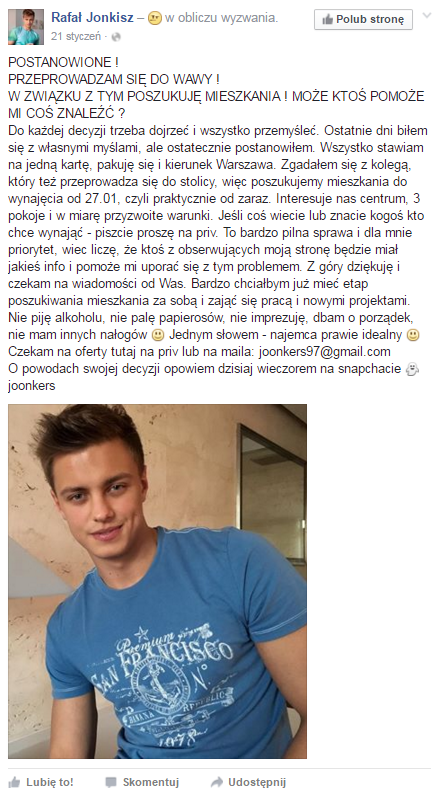 Rafał Jonkisz – w obliczu wyzwania.
21 styczeń ·
Polub stronę
POSTANOWIONE !
PRZEPROWADZAM SIĘ DO WAWY !
W ZWIĄZKU Z TYM POSZUKUJĘ MIESZKANIA ! MOŻE KTOŚ POMOŻE
MI COŚ ZNALEŹĆ ?
Do każdej decyzji trzeba dojrzeć i wszystko przemyśleć. Ostatnie dni biłem
się z własnymi myślami, ale ostatecznie postanowiłem. Wszystko stawiam
na jedną kartę, pakuję się i kierunek Warszawa. Zgadałem się z kolegą,
który też przeprowadza się do stolicy, więc poszukujemy mieszkania do
wynajęcia od 27.01, czyli praktycznie od zaraz. Interesuje nas centrum, 3
pokoje i w miarę przyzwoite warunki. Jeśli coś wiecie lub znacie kogoś kto
chce wynająć - piszcie proszę na priv. To bardzo pilna sprawa i dla mnie
priorytet, wiec liczę, że ktoś z obserwujących moją stronę będzie miał
jakieś info i pomoże mi uporać się z tym problemem. Z góry dziękuję i
czekam na wiadomości od Was. Bardzo chciałbym już mieć etap
poszukiwania mieszkania za sobą i zająć się pracą i nowymi projektami.
Nie piję alkoholu, nie palę papierosów, nie imprezuję, dbam o porządek,
nie mam innych nałogów Jednym słowem - najemca prawie idealny
Czekam na oferty tutaj na priv lub na maila: joonkers97@gmail.com
O powodach swojej decyzji opowiem dzisiaj wieczorem na snapchacie
joonkers
Premium
SAN FRANCISCO
N.º
REPUBLIC
1978
Lubię to!
Skomentuj
Udostępnij